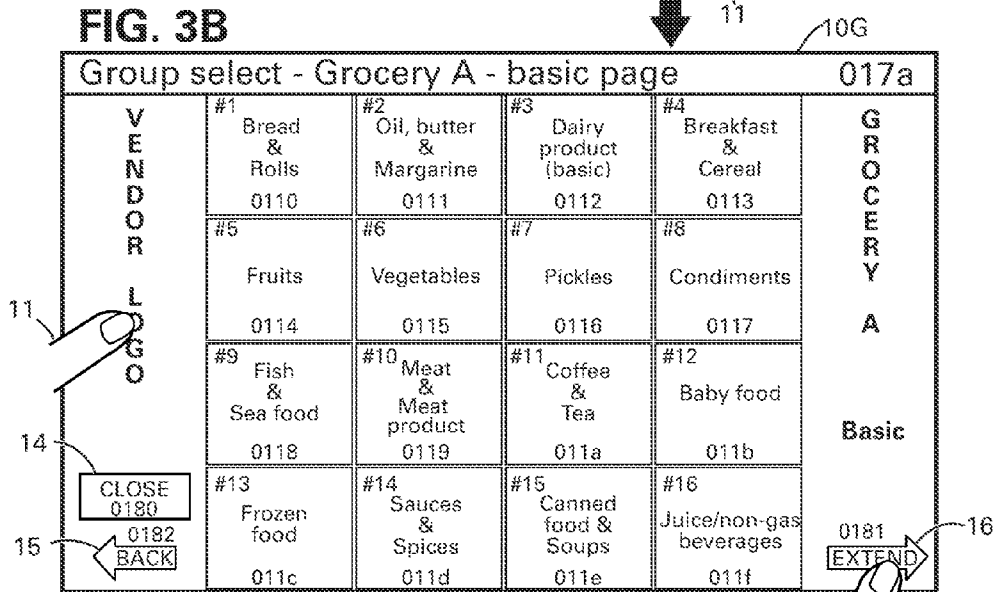 FIG. 3B
11
10G
Group select - Grocery A - basic page
017a
VENDOR LOGO
#1
Bread
&
Rolls
0110
#2
Oil, butter
&
Margarine
0111
#3
Dairy
product
(basic)
0112
#4
Breakfast
&
Cereal
0113
GROCERY A
#5
Fruits
0114
#6
Vegetables
0115
#7
Pickles
0116
#8
Condiments
0117
11
#9
Fish
&
Sea food
0118
#10
Meat
&
Meat
product
0119
#11
Coffee
&
Tea
011a
#12
Baby food
011b
Basic
14
CLOSE
0180
#13
Frozen
food
011c
#14
Sauces
&
Spices
011d
#15
Canned
food &
Soups
011e
#16
Juice/non-gas
beverages
011f
15
0182
BACK
0181
EXTEND
16